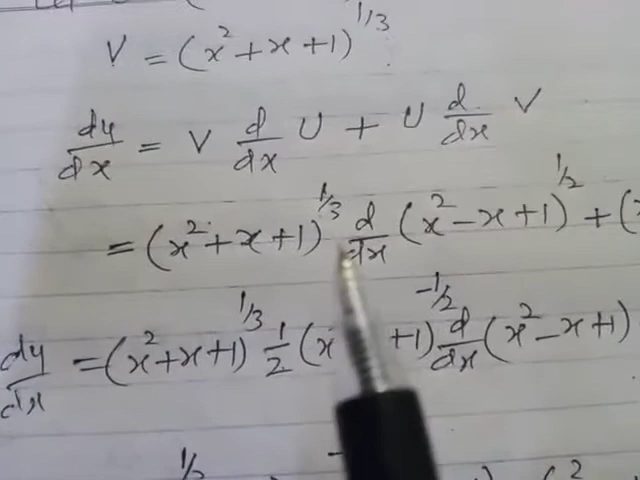 V = (x² + x + 1)^1/3
dy/dx = V d/dx U + U d/dx V
= (x² + x + 1)^1/3 d/dx (x² - x + 1)^1/2 + (
dy/dx = (x² + x + 1)^1/3 1/2 (x + 1)^-1/2 d/dx (x² - x + 1)